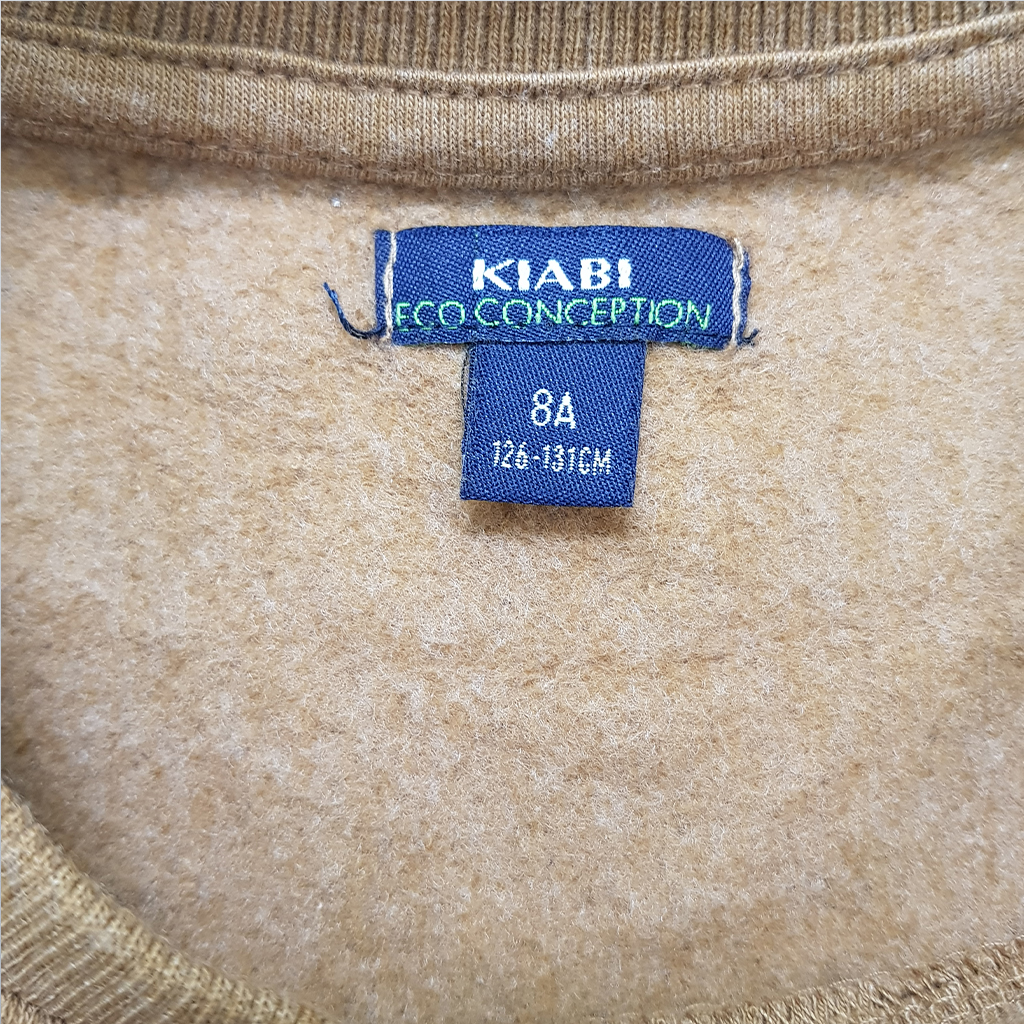 KIABI
ECO CONCEPTION
8A
126-131CM